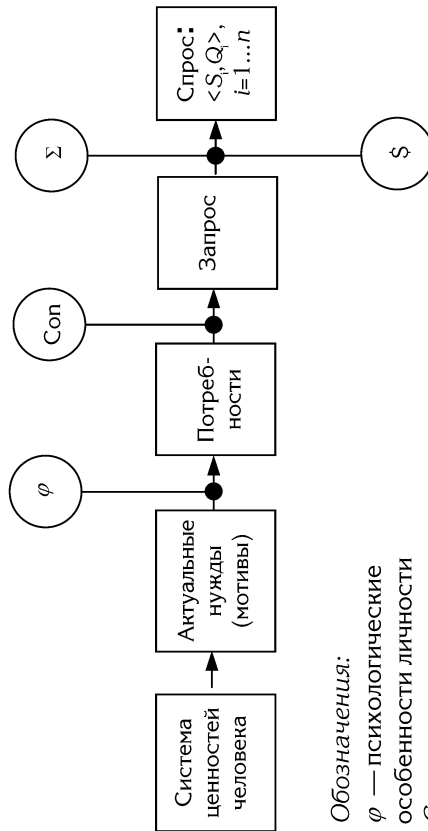 φ
Con
Σ
Система
ценностей
человека
Актуальные
нужды
(мотивы)
Потреб-
ности
Запрос
Спрос:
<Sᵢ, Qᵢ>,
i=1...n
$
Обозначения:
φ — психологические
особенности личности